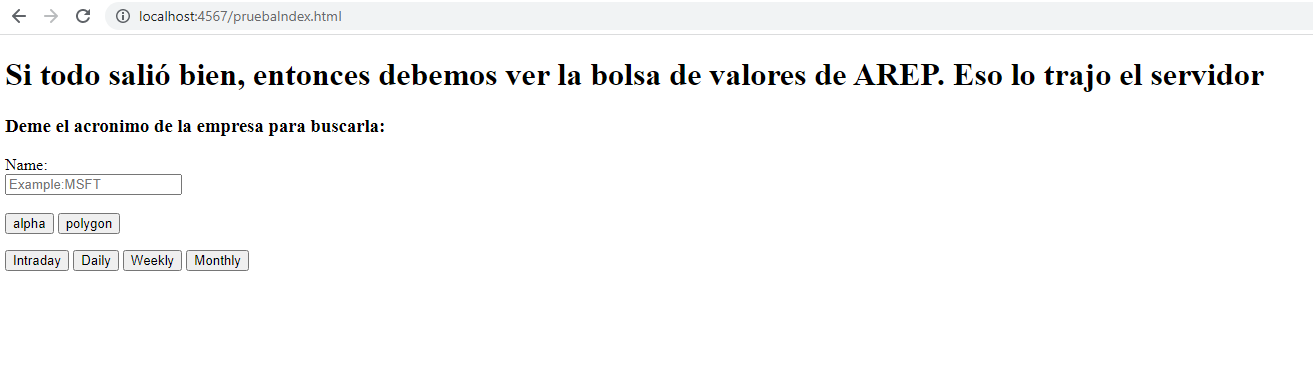 localhost:4567/pruebaIndex.html
Si todo salió bien, entonces debemos ver la bolsa de valores de AREP. Eso lo trajo el servidor
Deme el acronimo de la empresa para buscarla:
Name:
Example:MSFT
alpha polygon
Intraday Daily Weekly Monthly